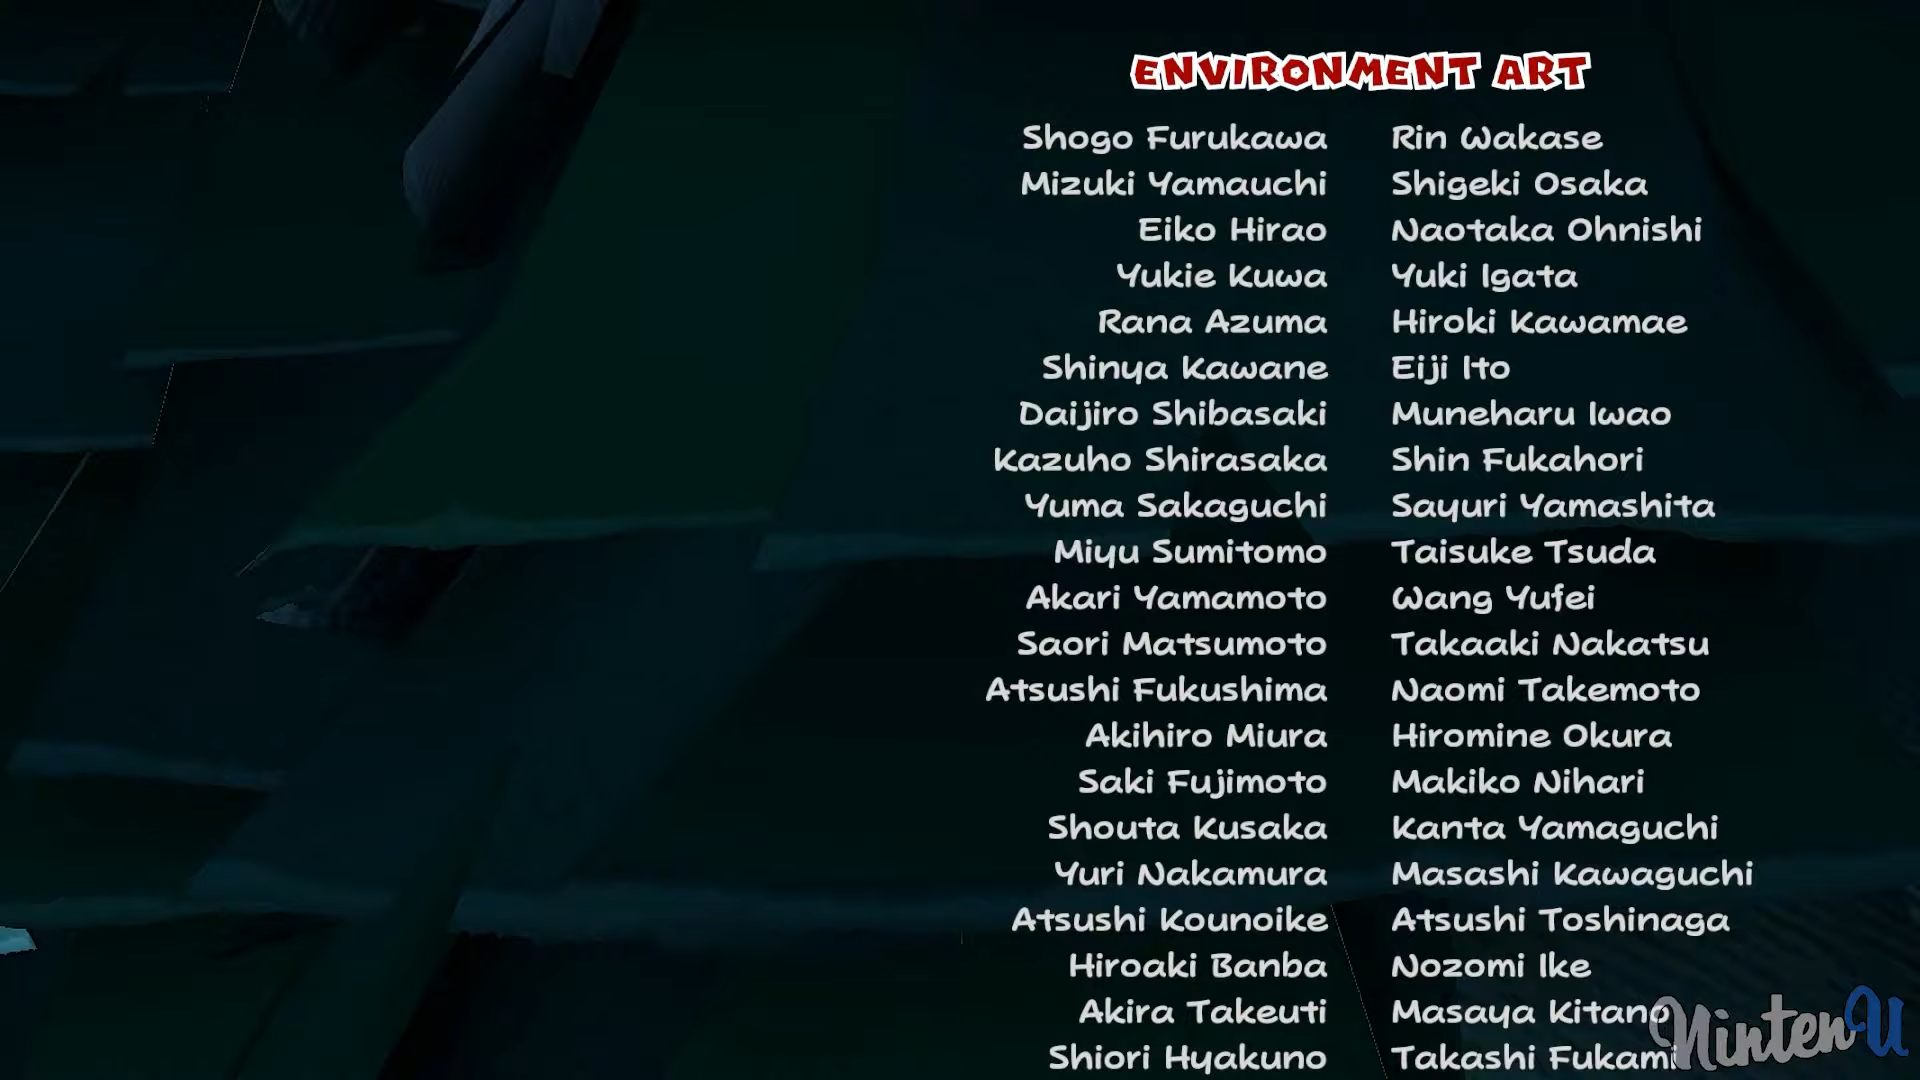 ENVIRONMENT ART
Shogo Furukawa Rin Wakase
Mizuki Yamauchi Shigeki Osaka
Eiko Hirao Naotaka Ohnishi
Yukie Kuwa Yuki Igata
Rana Azuma Hiroki Kawamae
Shinya Kawane Eiji Ito
Daijiro Shibasaki Muneharu Iwao
Kazuho Shirasaka Shin Fukahori
Yuma Sakaguchi Sayuri Yamashita
Miyu Sumitomo Taisuke Tsuda
Akari Yamamoto Wang Yufei
Saori Matsumoto Takaaki Nakatsu
Atsushi Fukushima Naomi Takemoto
Akihiro Miura Hiromine Okura
Saki Fujimoto Makiko Nihari
Shouta Kusaka Kanta Yamaguchi
Yuri Nakamura Masashi Kawaguchi
Atsushi Kounoike Atsushi Toshinaga
Hiroaki Banba Nozomi Ike
Akira Takeuti Masaya Kitano
Shiori Hyakuno Takashi Fukami
NintenU